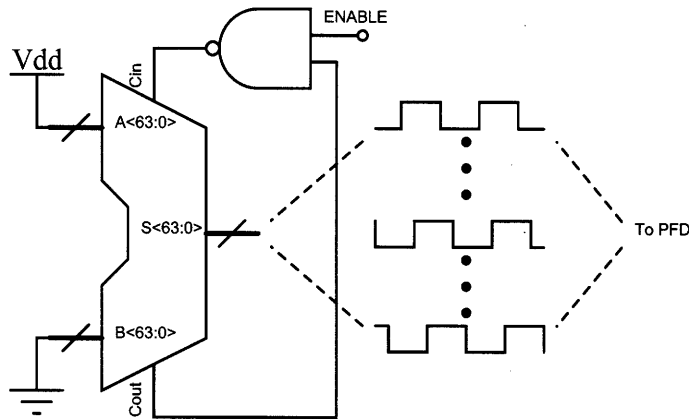 ENABLE
Vdd
Cin
A<63:0>
S<63:0>
To PFD
B<63:0>
Cout